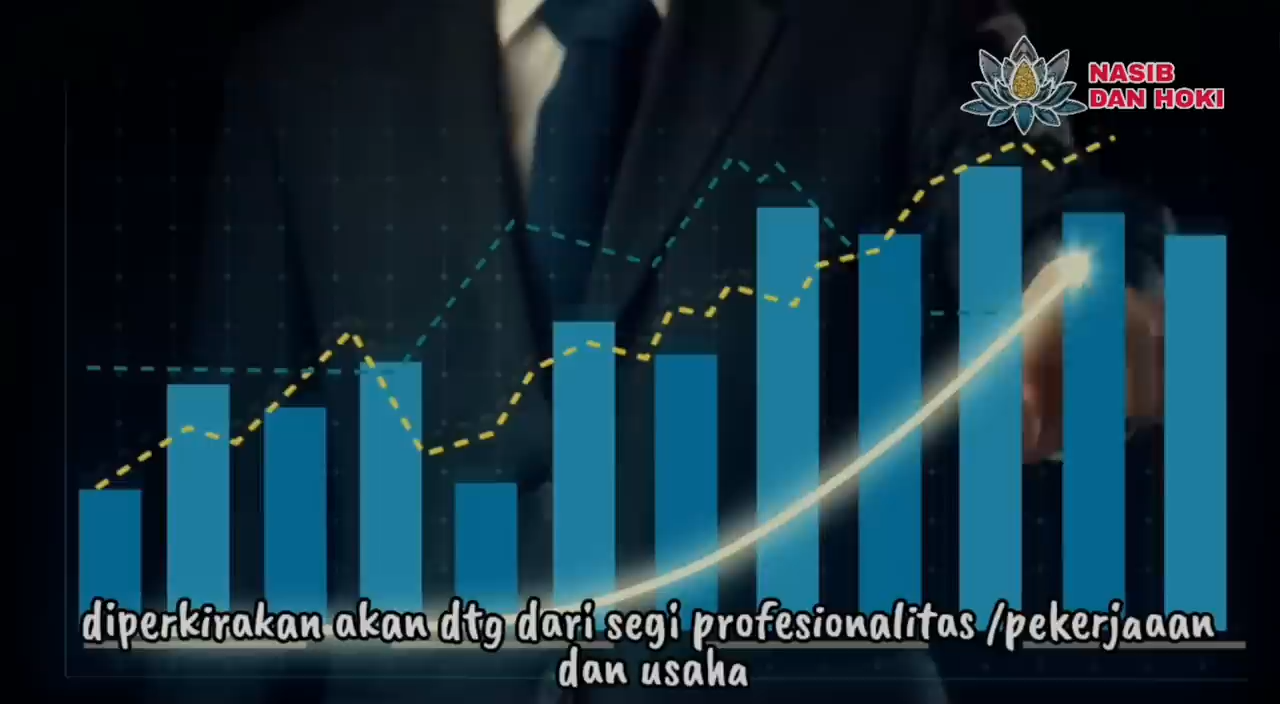 NASIB
DAN HOKI
diperkirakan akan dtg dari segi profesionalitas /pekerjaaan
dan usaha